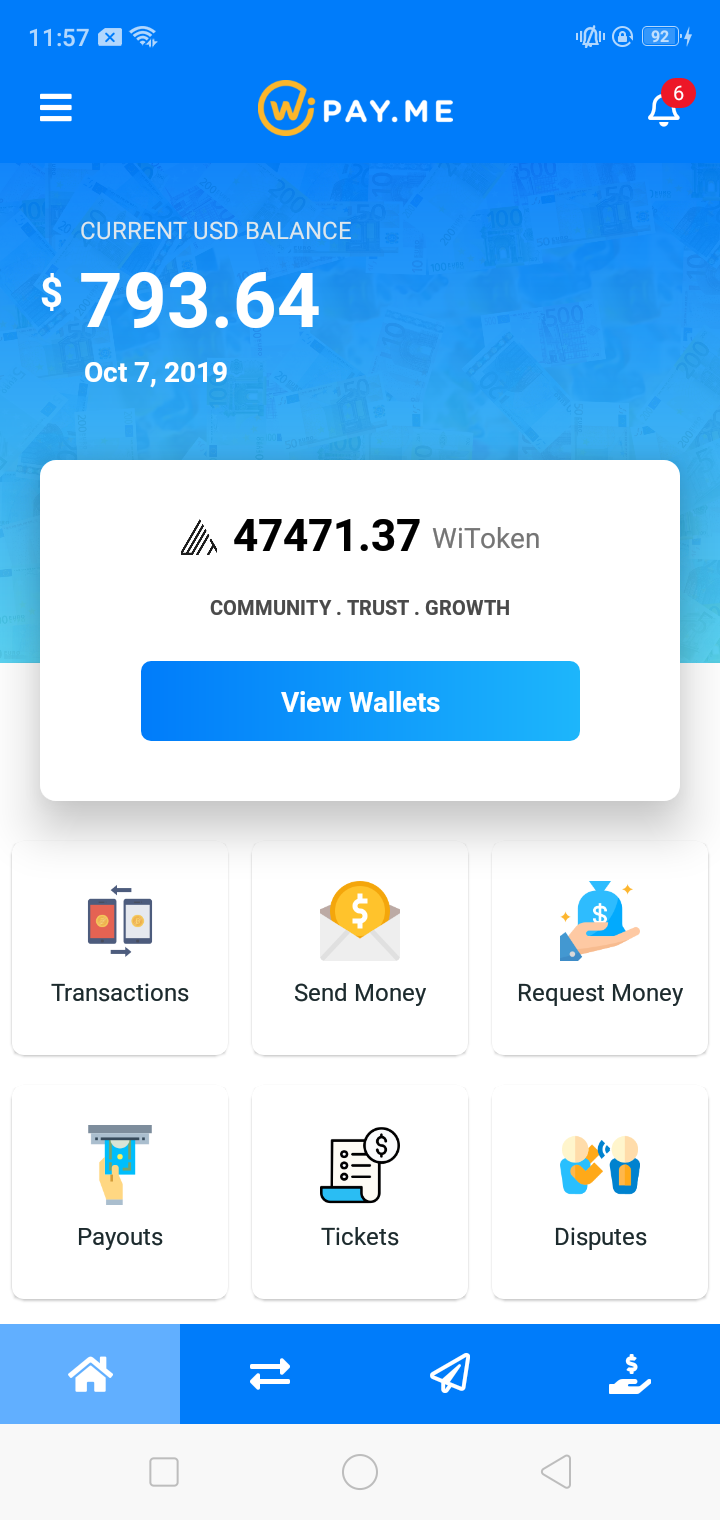 11:57
92
Wi PAY.ME
6
CURRENT USD BALANCE
$ 793.64
Oct 7, 2019
47471.37 WiToken
COMMUNITY . TRUST . GROWTH
View Wallets
Transactions
Send Money
Request Money
Payouts
Tickets
Disputes